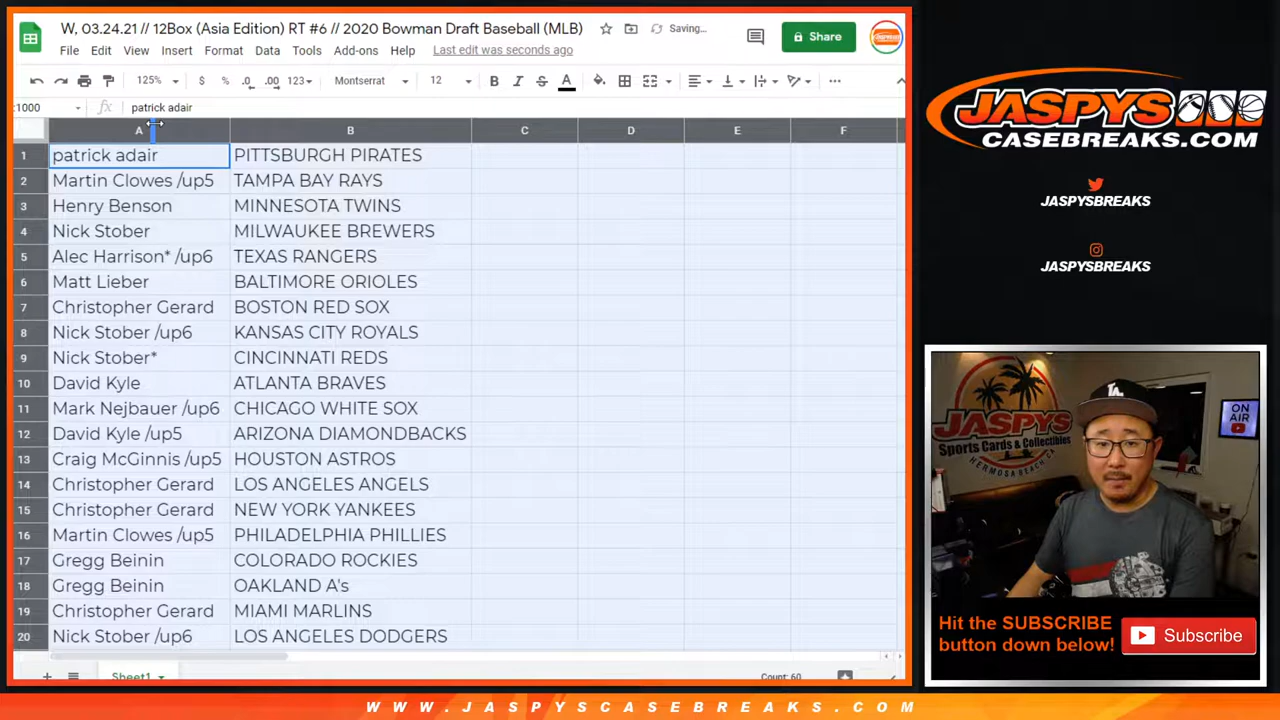 W, 03.24.21 // 12Box (Asia Edition) RT #6 // 2020 Bowman Draft Baseball (MLB)
Saving...
Share
File Edit View Insert Format Data Tools Add-ons Help Last edit was seconds ago
125% $ % .0 .00 123 Montserrat 12 B I S A
:1000 fx patrick adair
A B C D E F
1 patrick adair PITTSBURGH PIRATES
2 Martin Clowes /up5 TAMPA BAY RAYS
3 Henry Benson MINNESOTA TWINS
4 Nick Stober MILWAUKEE BREWERS
5 Alec Harrison* /up6 TEXAS RANGERS
6 Matt Lieber BALTIMORE ORIOLES
7 Christopher Gerard BOSTON RED SOX
8 Nick Stober /up6 KANSAS CITY ROYALS
9 Nick Stober* CINCINNATI REDS
10 David Kyle ATLANTA BRAVES
11 Mark Nejbauer /up6 CHICAGO WHITE SOX
12 David Kyle /up5 ARIZONA DIAMONDBACKS
13 Craig McGinnis /up5 HOUSTON ASTROS
14 Christopher Gerard LOS ANGELES ANGELS
15 Christopher Gerard NEW YORK YANKEES
16 Martin Clowes /up5 PHILADELPHIA PHILLIES
17 Gregg Beinin COLORADO ROCKIES
18 Gregg Beinin OAKLAND A's
19 Christopher Gerard MIAMI MARLINS
20 Nick Stober /up6 LOS ANGELES DODGERS
Sheet1
Count: 60
JASPYS
CASEBREAKS.COM
JASPYSBREAKS
JASPYSBREAKS
JASPYS
Sports Cards & Collectibles
HERMOSA BEACH, CA
LA
ON
AIR
Hit the SUBSCRIBE
button down below!
Subscribe
WWW.JASPYSCASEBREAKS.COM